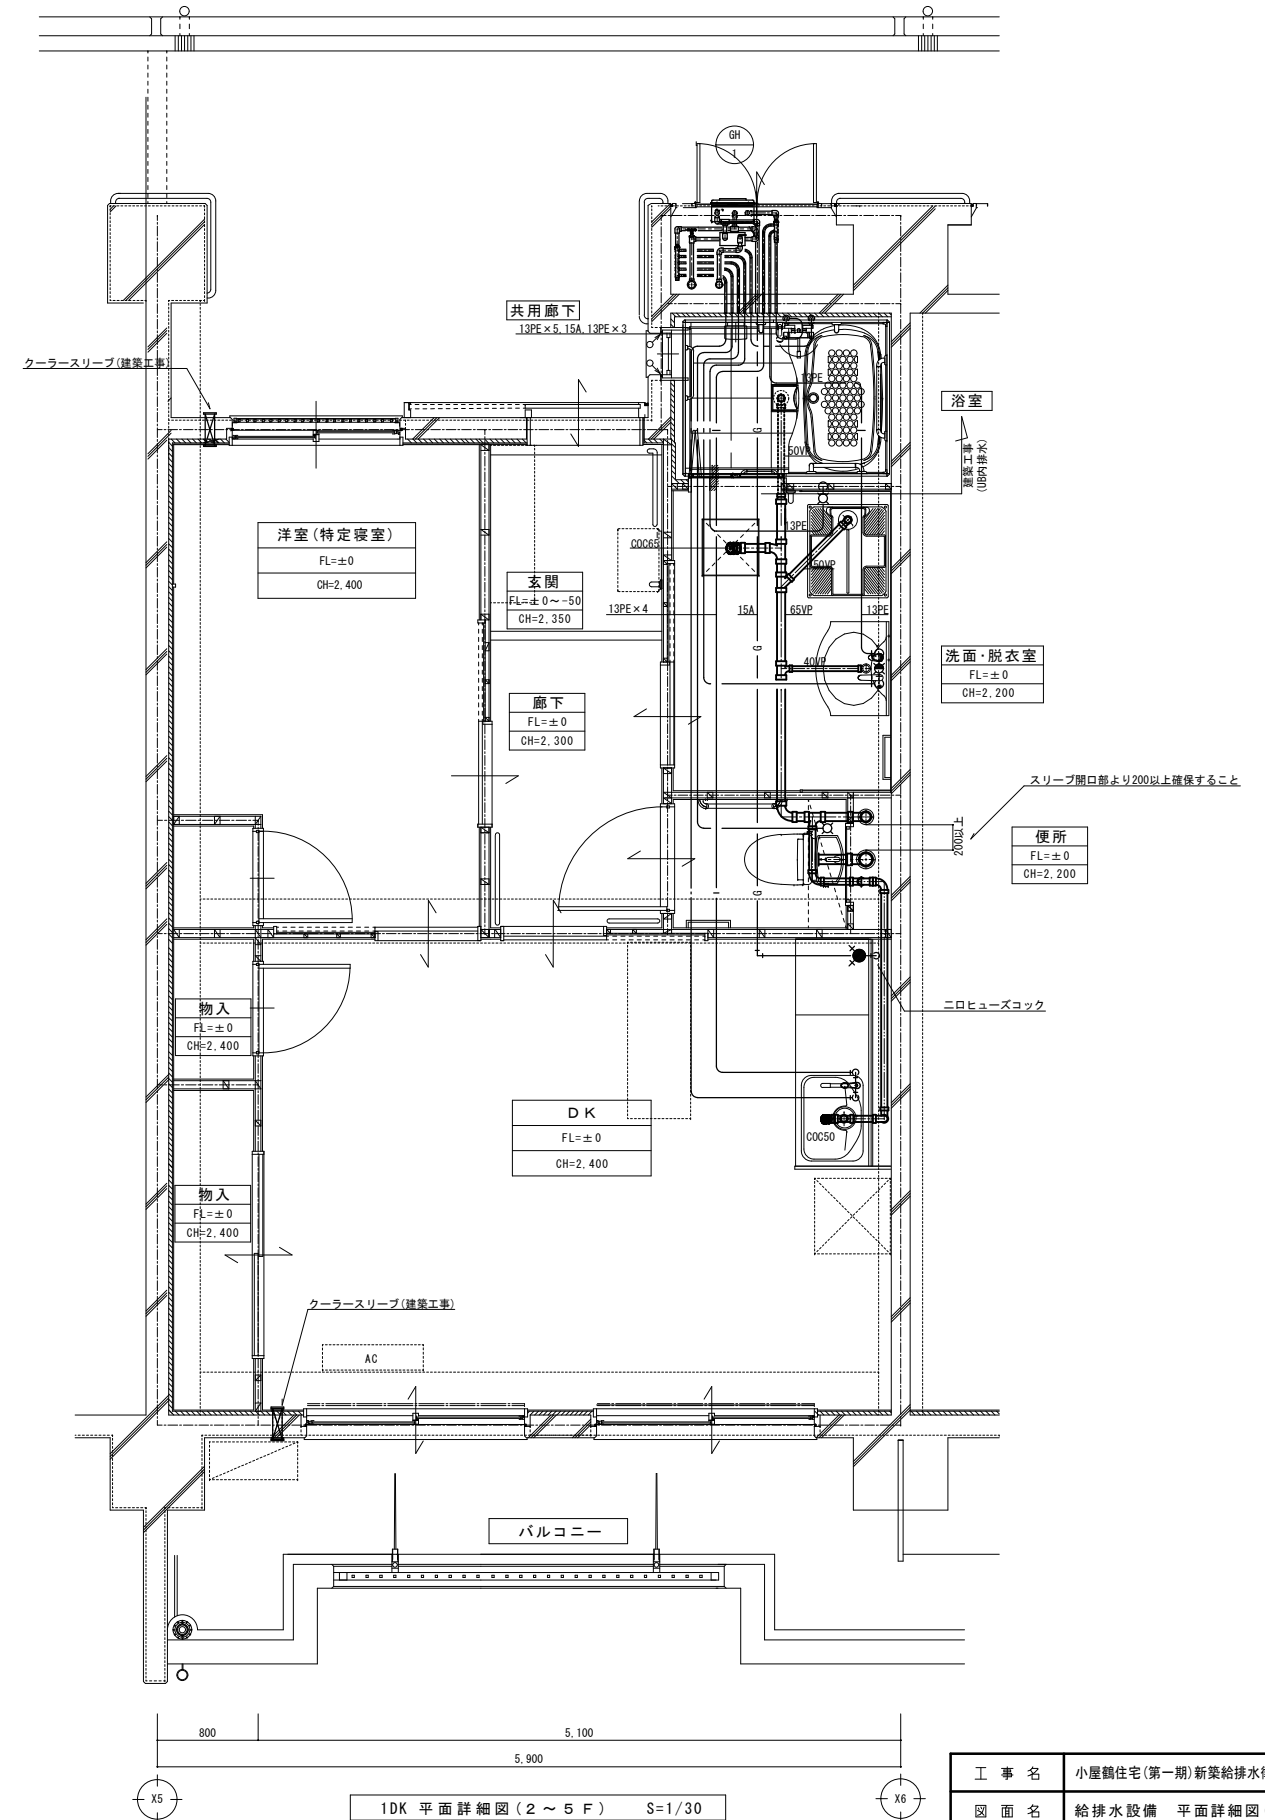 GH
1
共用廊下
13PE×5,15A,13PE×3
クーラースリーブ(建築工事)
13PE
浴室
建築工事
(UB内排水)
50VP
洋室(特定寝室)
FL=±0
CH=2,400
COC65
13PE
50VP
玄関
FL=±0~-50
CH=2,350
13PE×4
15A
65VP
13PE
G
G
G
40VP
洗面・脱衣室
FL=±0
CH=2,200
廊下
FL=±0
CH=2,300
スリーブ開口部より200以上確保すること
200以上
便所
FL=±0
CH=2,200
物入
FL=±0
CH=2,400
二口ヒューズコック
DK
FL=±0
CH=2,400
COC50
物入
FL=±0
CH=2,400
クーラースリーブ(建築工事)
AC
バルコニー
800
5,100
5,900
X5
X6
1DK 平面詳細図(2～5F) S=1/30
工事名
小屋鶴住宅(第一期)新築給排水
図面名
給排水設備 平面詳細図